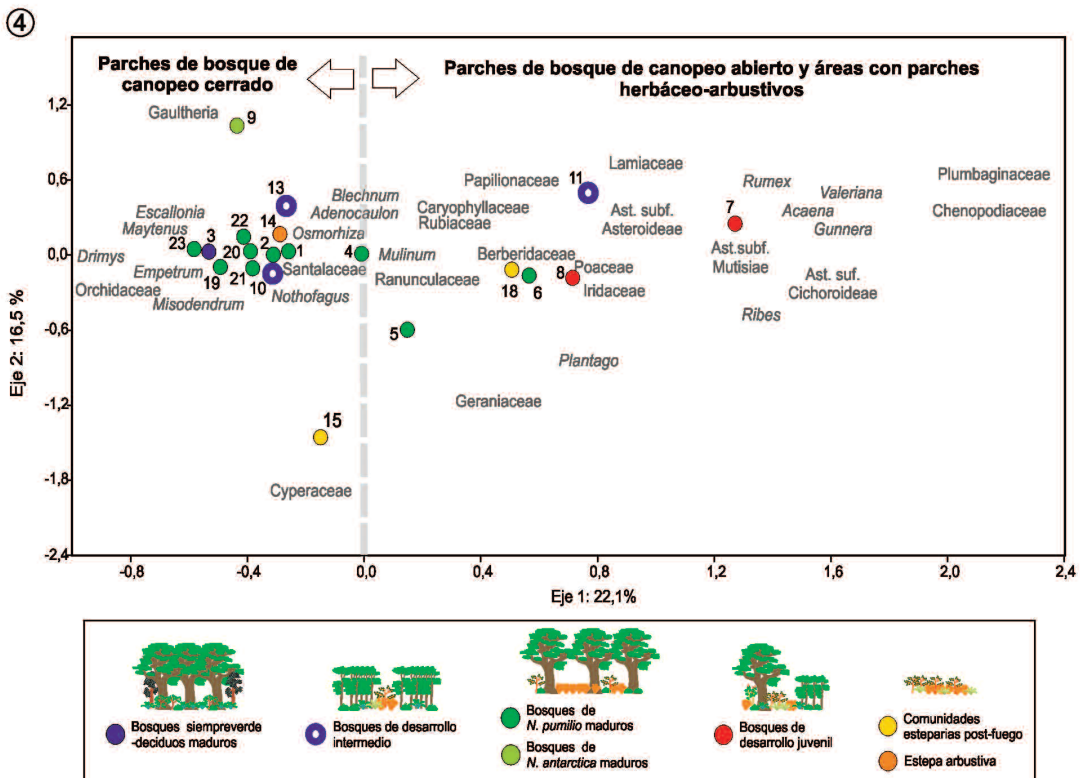 4
Parches de bosque de
canopeo cerrado
Parches de bosque de canopeo abierto y áreas con parches
herbáceo-arbustivos
Eje 2: 16,5 %
1,2
0,6
0,0
-0,6
-1,2
-1,8
-2,4
Gaultheria
9
13
Blechnum
Adenocaulon
Escallonia
Maytenus
22
14
Osmorhiza
23
3
20
2
1
4
Drimys
Empetrum
Santalaceae
Orchidaceae
19
21
10
Nothofagus
Misodendrum
Mulinum
Ranunculaceae
Papilionaceae
11
Lamiaceae
Caryophyllaceae
Rubiaceae
Ast. subf.
Asteroideae
Berberidaceae
Poaceae
18
6
8
Iridaceae
5
Plantago
Geraniaceae
15
Cyperaceae
Rumex
Valeriana
Plumbaginaceae
7
Acaena
Gunnera
Chenopodiaceae
Ast.subf.
Mutisiae
Ast. suf.
Cichoroideae
Ribes
-0,8
-0,4
0,0
0,4
0,8
1,2
1,6
2,0
2,4
Eje 1: 22,1%
Bosques siempreverde
-deciduos maduros
Bosques de desarrollo
intermedio
Bosques de
N. pumilio maduros
Bosques de
N. antarctica maduros
Bosques de
desarrollo juvenil
Comunidades
esteparias post-fuego
Estepa arbustiva